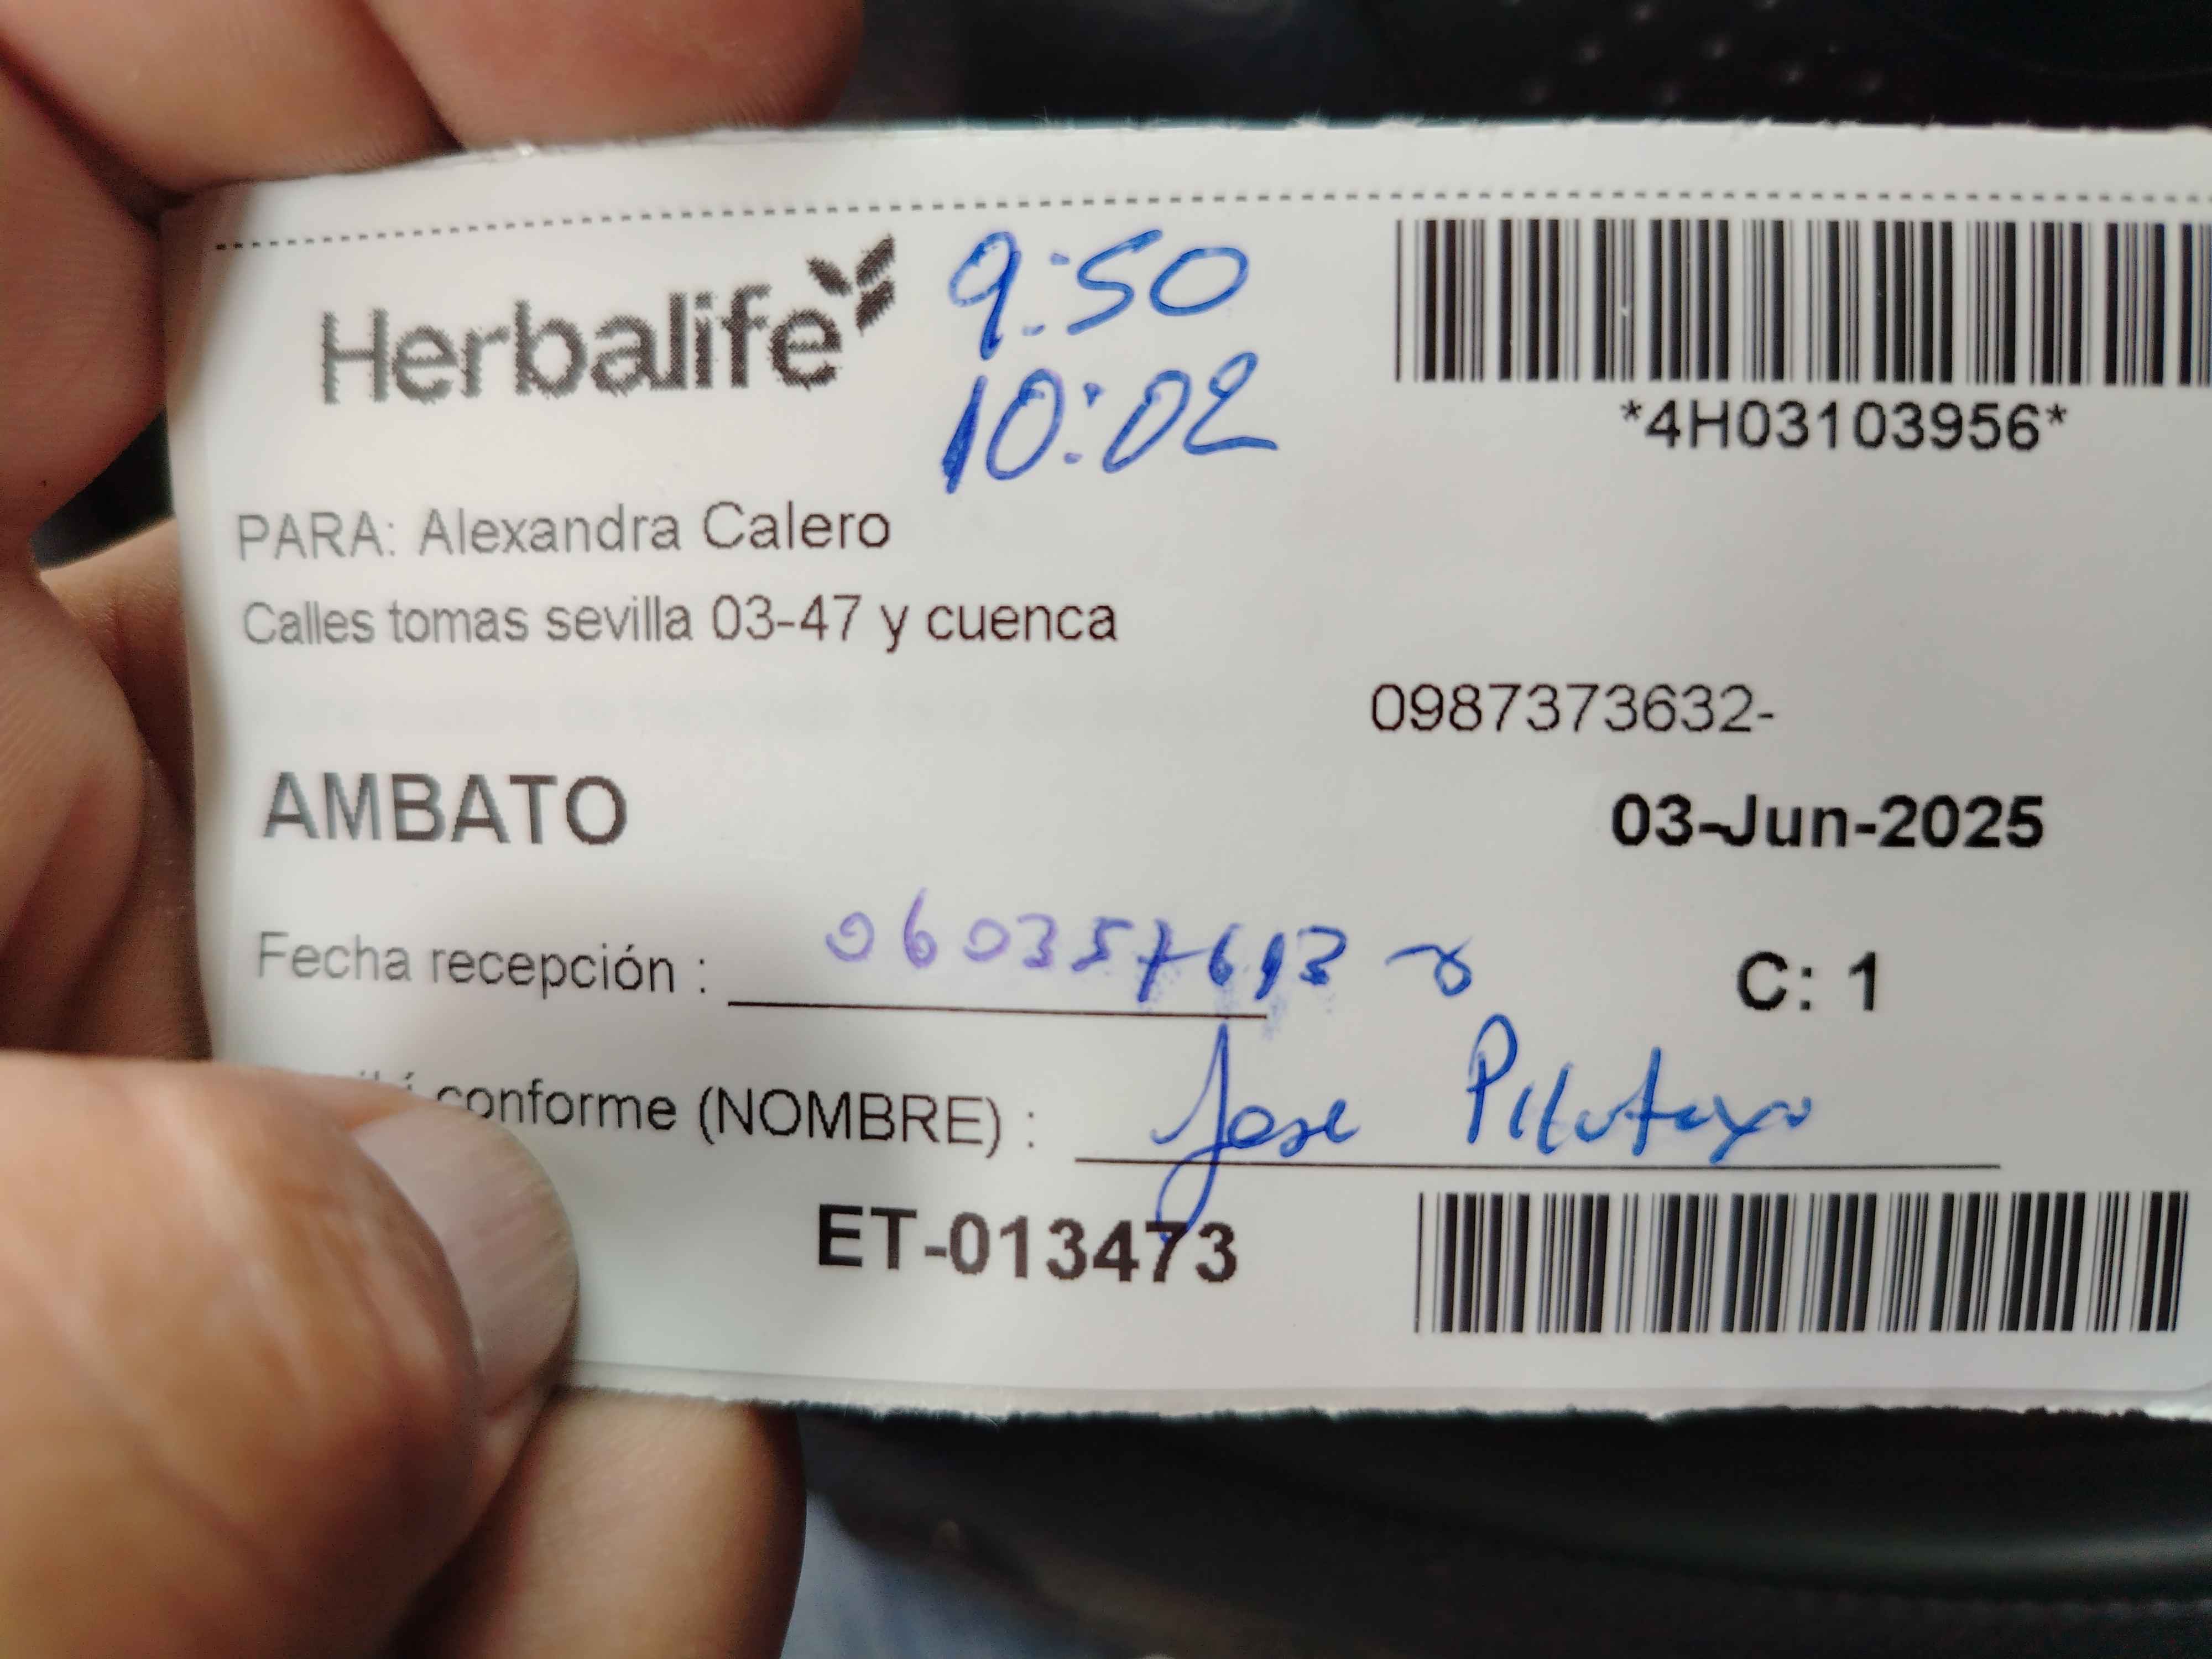 Herbalife
9:50
10:02
*4H03103956*
PARA: Alexandra Calero
Calles tomas sevilla 03-47 y cuenca
0987373632-
AMBATO
03-Jun-2025
Fecha recepción :
C: 1
conforme (NOMBRE) : Jose
ET-013473